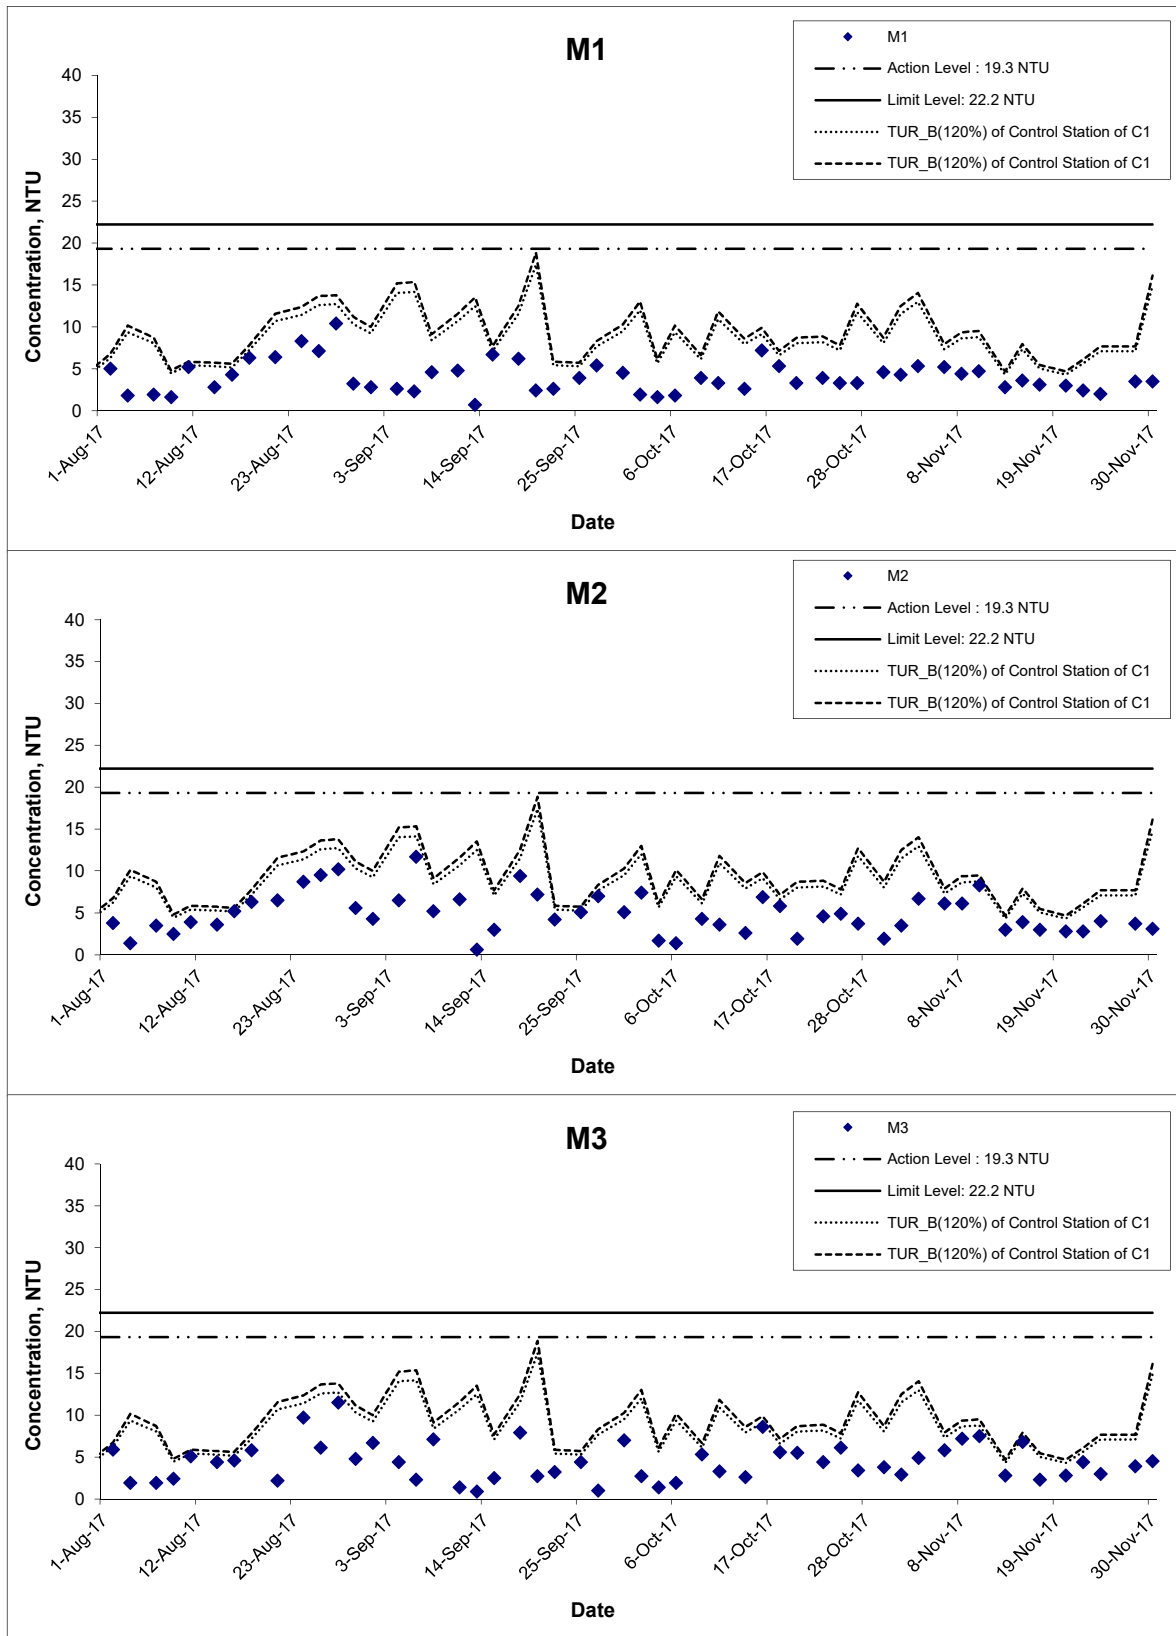 M1
M1
Action Level : 19.3 NTU
Limit Level: 22.2 NTU
TUR_B(120%) of Control Station of C1
TUR_B(120%) of Control Station of C1
Concentration, NTU
40
35
30
25
20
15
10
5
0
1-Aug-17
12-Aug-17
23-Aug-17
3-Sep-17
14-Sep-17
25-Sep-17
6-Oct-17
17-Oct-17
28-Oct-17
8-Nov-17
19-Nov-17
30-Nov-17
Date
M2
M2
Action Level : 19.3 NTU
Limit Level: 22.2 NTU
TUR_B(120%) of Control Station of C1
TUR_B(120%) of Control Station of C1
Concentration, NTU
40
35
30
25
20
15
10
5
0
1-Aug-17
12-Aug-17
23-Aug-17
3-Sep-17
14-Sep-17
25-Sep-17
6-Oct-17
17-Oct-17
28-Oct-17
8-Nov-17
19-Nov-17
30-Nov-17
Date
M3
M3
Action Level : 19.3 NTU
Limit Level: 22.2 NTU
TUR_B(120%) of Control Station of C1
TUR_B(120%) of Control Station of C1
Concentration, NTU
40
35
30
25
20
15
10
5
0
1-Aug-17
12-Aug-17
23-Aug-17
3-Sep-17
14-Sep-17
25-Sep-17
6-Oct-17
17-Oct-17
28-Oct-17
8-Nov-17
19-Nov-17
30-Nov-17
Date